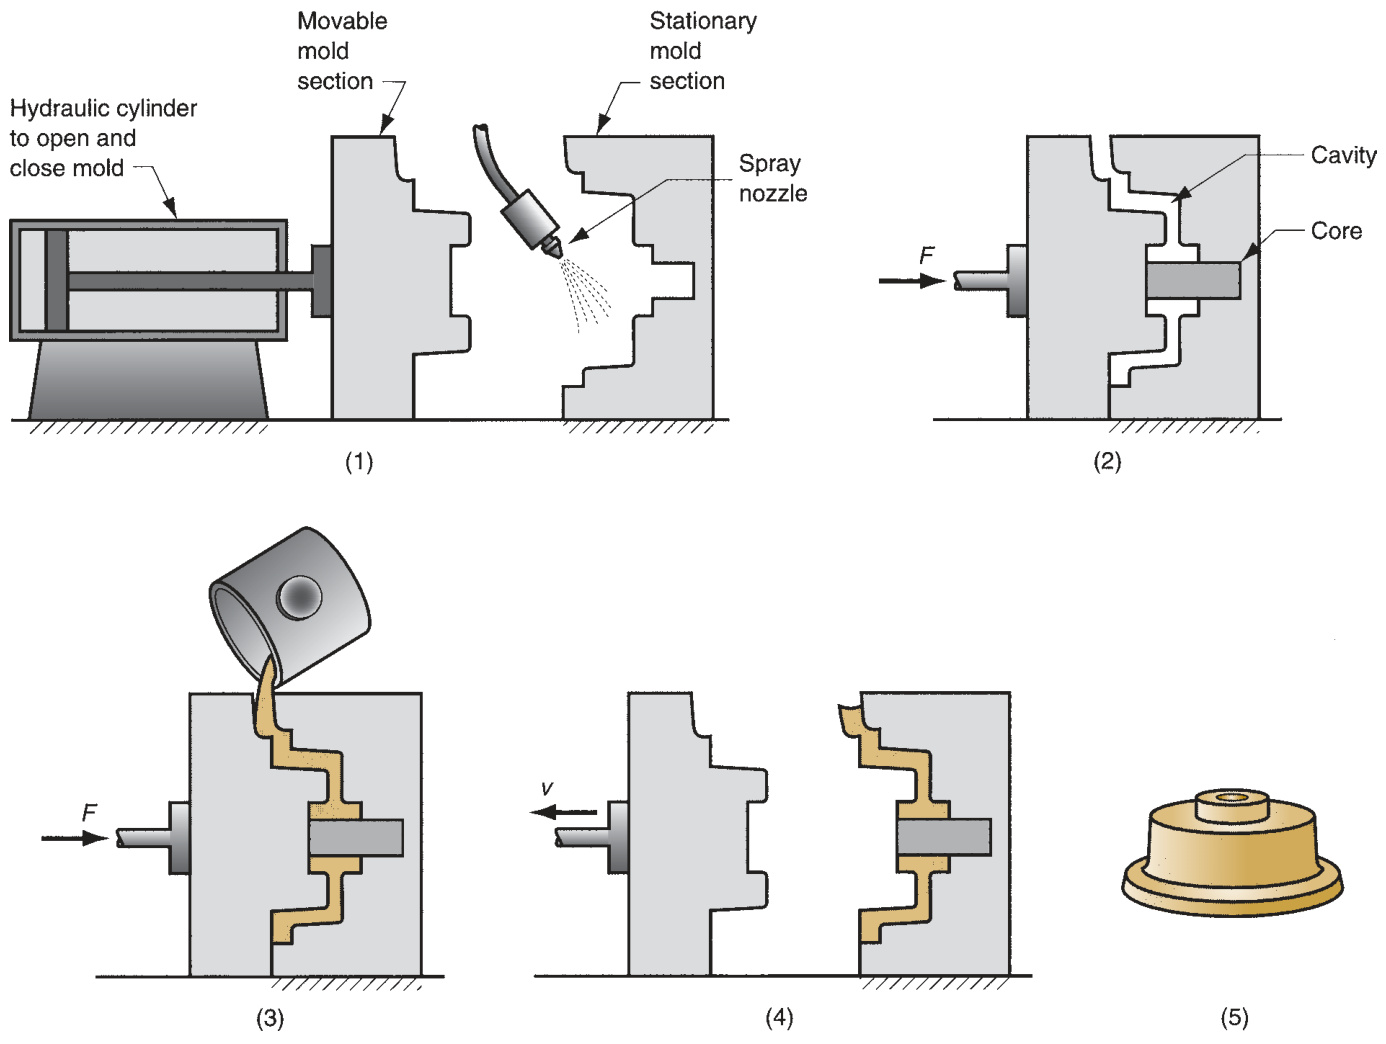 Movable
mold
section
Stationary
mold
section
Hydraulic cylinder
to open and
close mold
Spray
nozzle
Cavity
Core
F
(1)
(2)
F
v
(3)
(4)
(5)